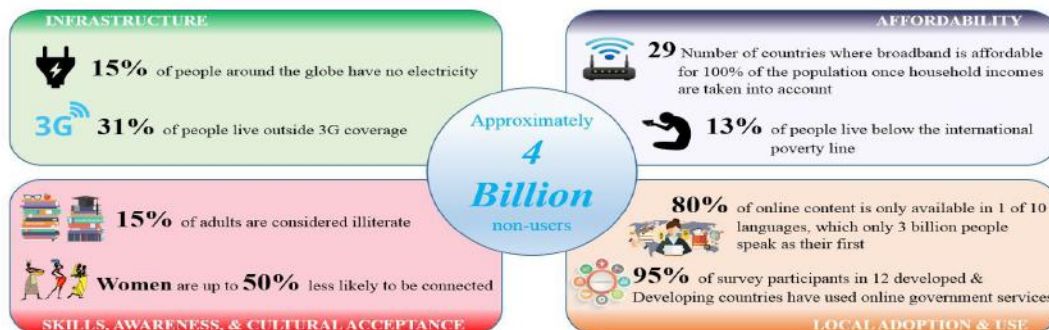 INFRASTRUCTURE
15% of people around the globe have no electricity
3G 31% of people live outside 3G coverage
AFFORDABILITY
29 Number of countries where broadband is affordable
for 100% of the population once household incomes
are taken into account
13% of people live below the international
poverty line
Approximately
4
Billion
non-users
15% of adults are considered illiterate
Women are up to 50% less likely to be connected
SKILLS, AWARENESS, & CULTURAL ACCEPTANCE
80% of online content is only available in 1 of 10
languages, which only 3 billion people
speak as their first
95% of survey participants in 12 developed &
Developing countries have used online government services
LOCAL ADOPTION & USE